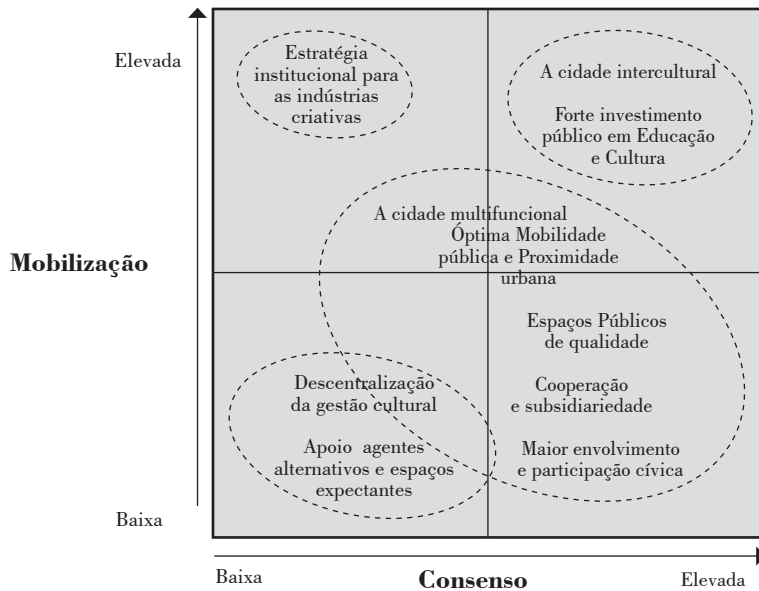 Elevada
Estratégia
institucional para
as indústrias
criativas
A cidade intercultural
Forte investimento
público em Educação
e Cultura
A cidade multifuncional
Óptima Mobilidade
pública e Proximidade
urbana
Mobilização
Espaços Públicos
de qualidade
Descentralização
da gestão cultural
Cooperação
e subsidiariedade
Apoio agentes
alternativos e espaços
expectantes
Maior envolvimento
e participação cívica
Baixa
Baixa
Consenso
Elevada